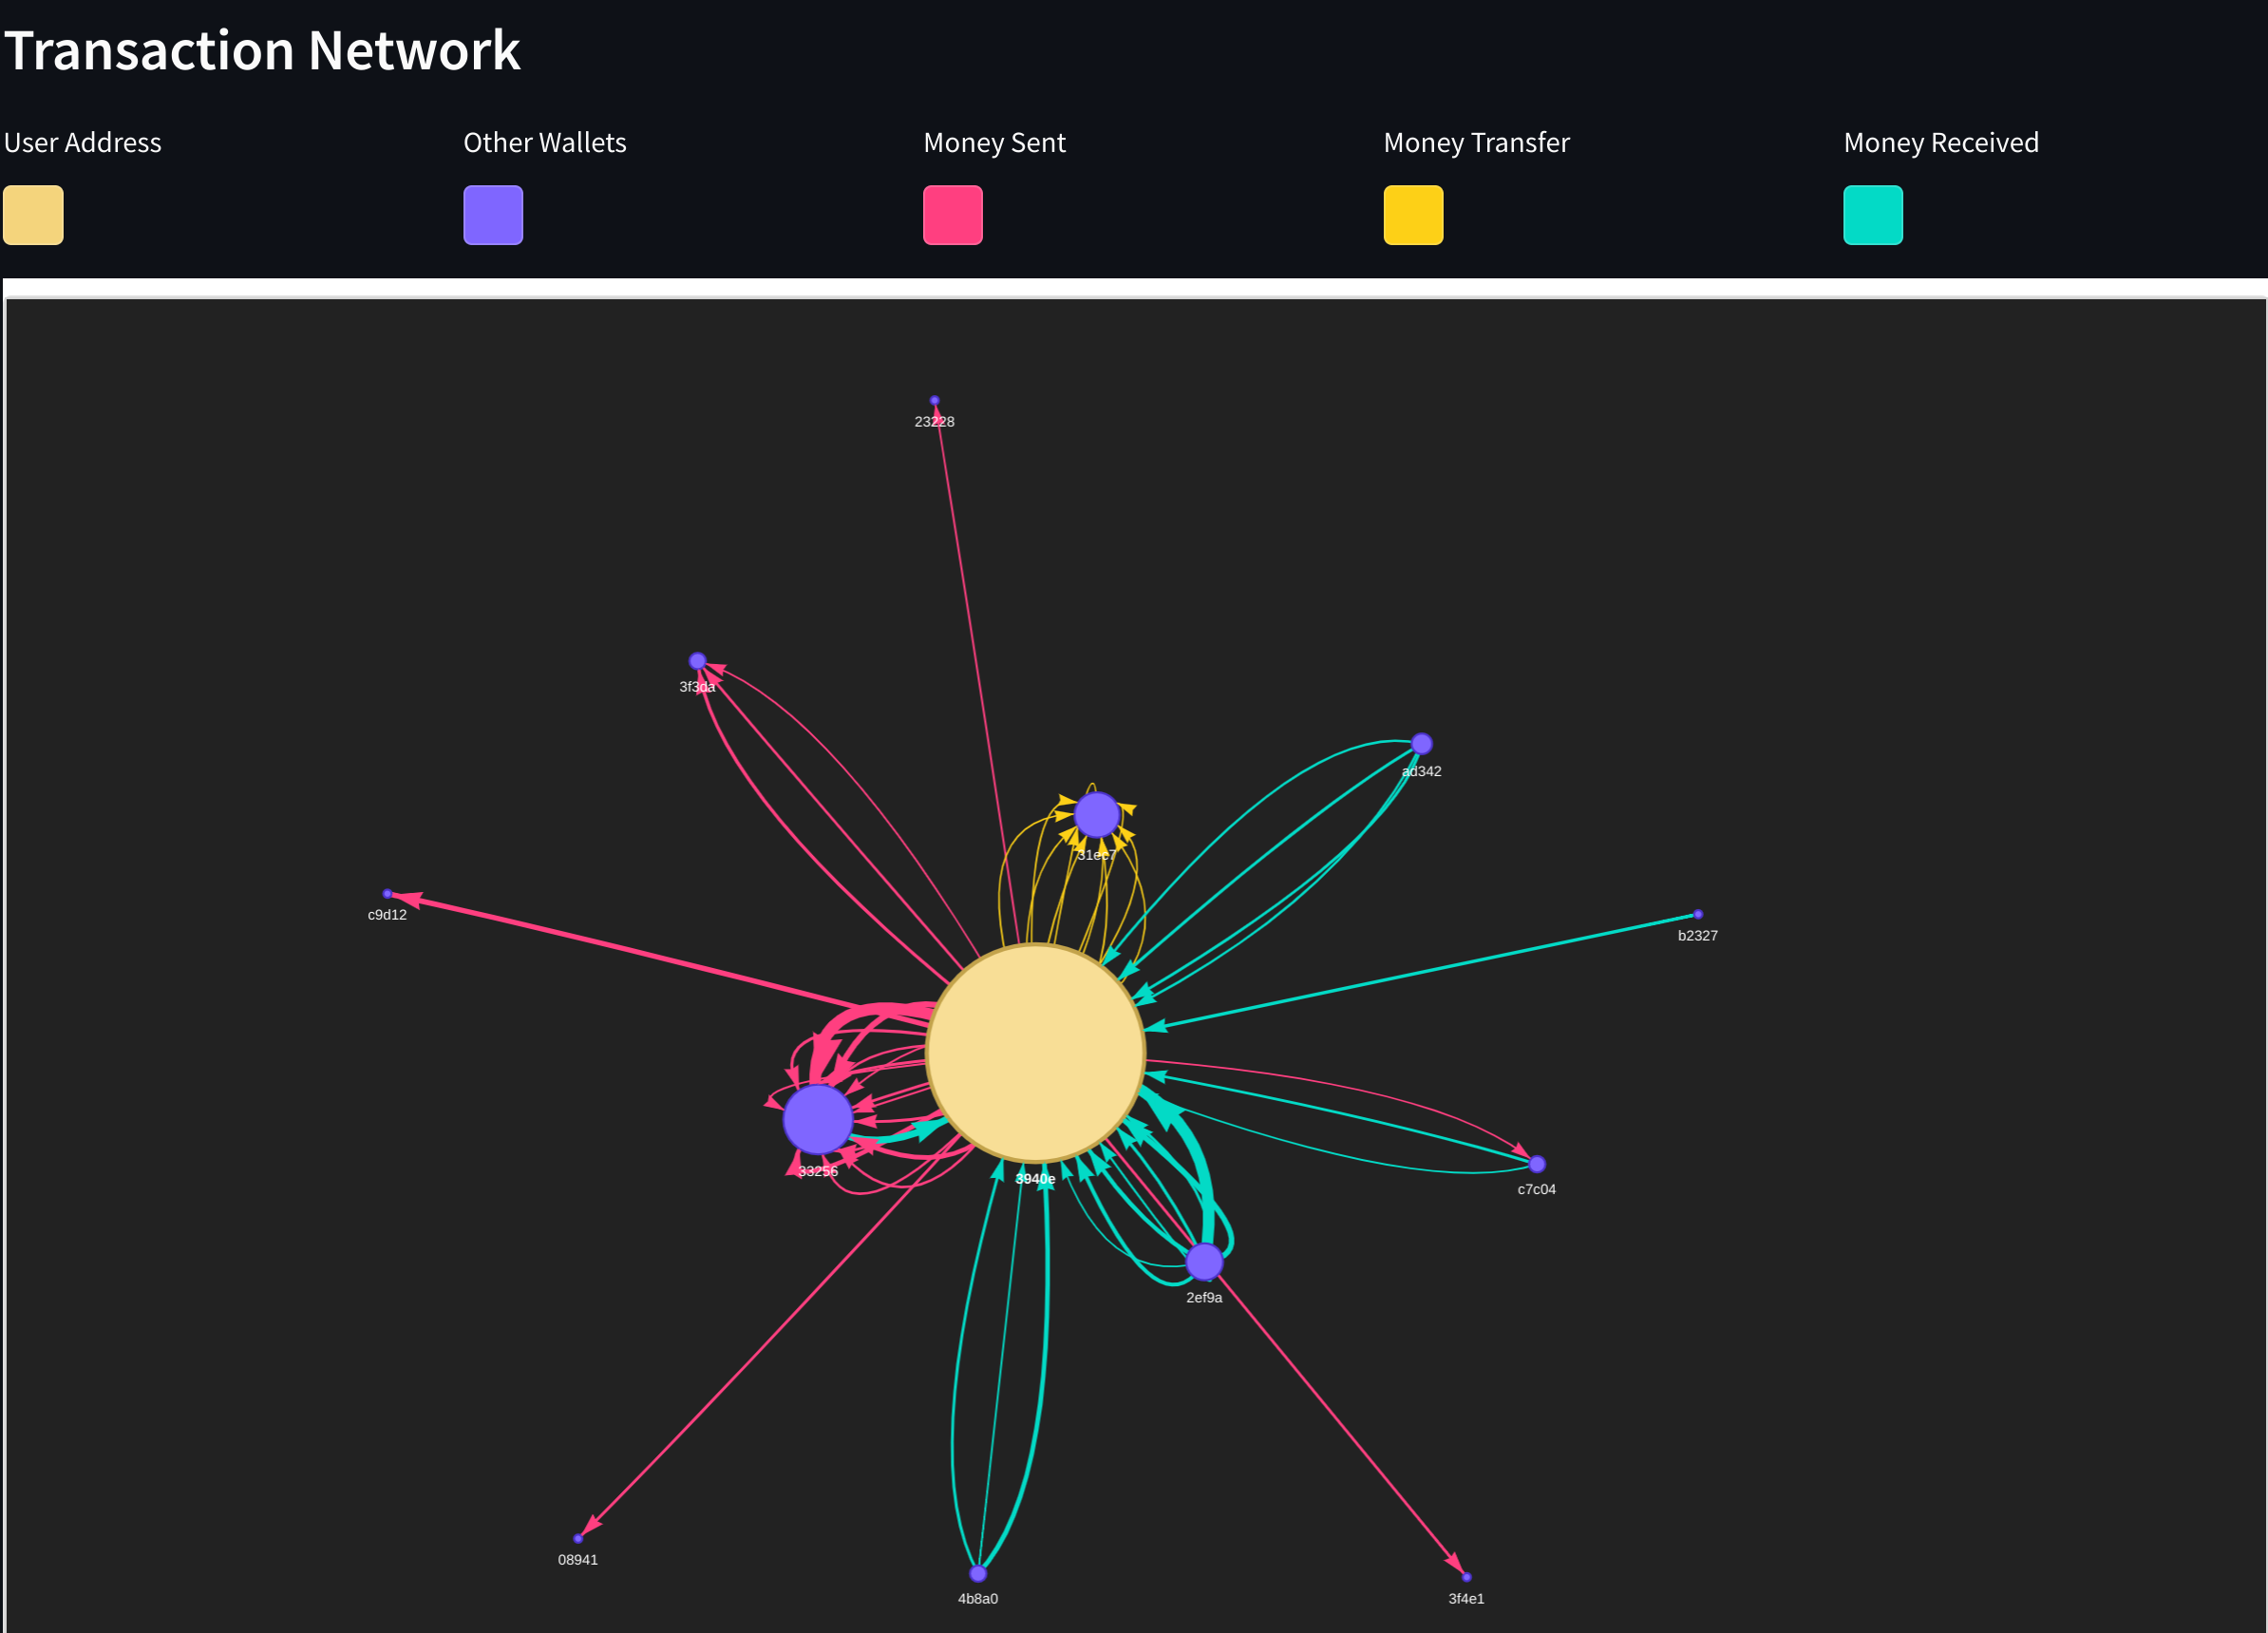 Transaction Network
User Address
Other Wallets
Money Sent
Money Transfer
Money Received
23228
3f3da
ad342
31ec7
c9d12
b2327
33256
3940e
c7c04
2ef9a
08941
4b8a0
3f4e1